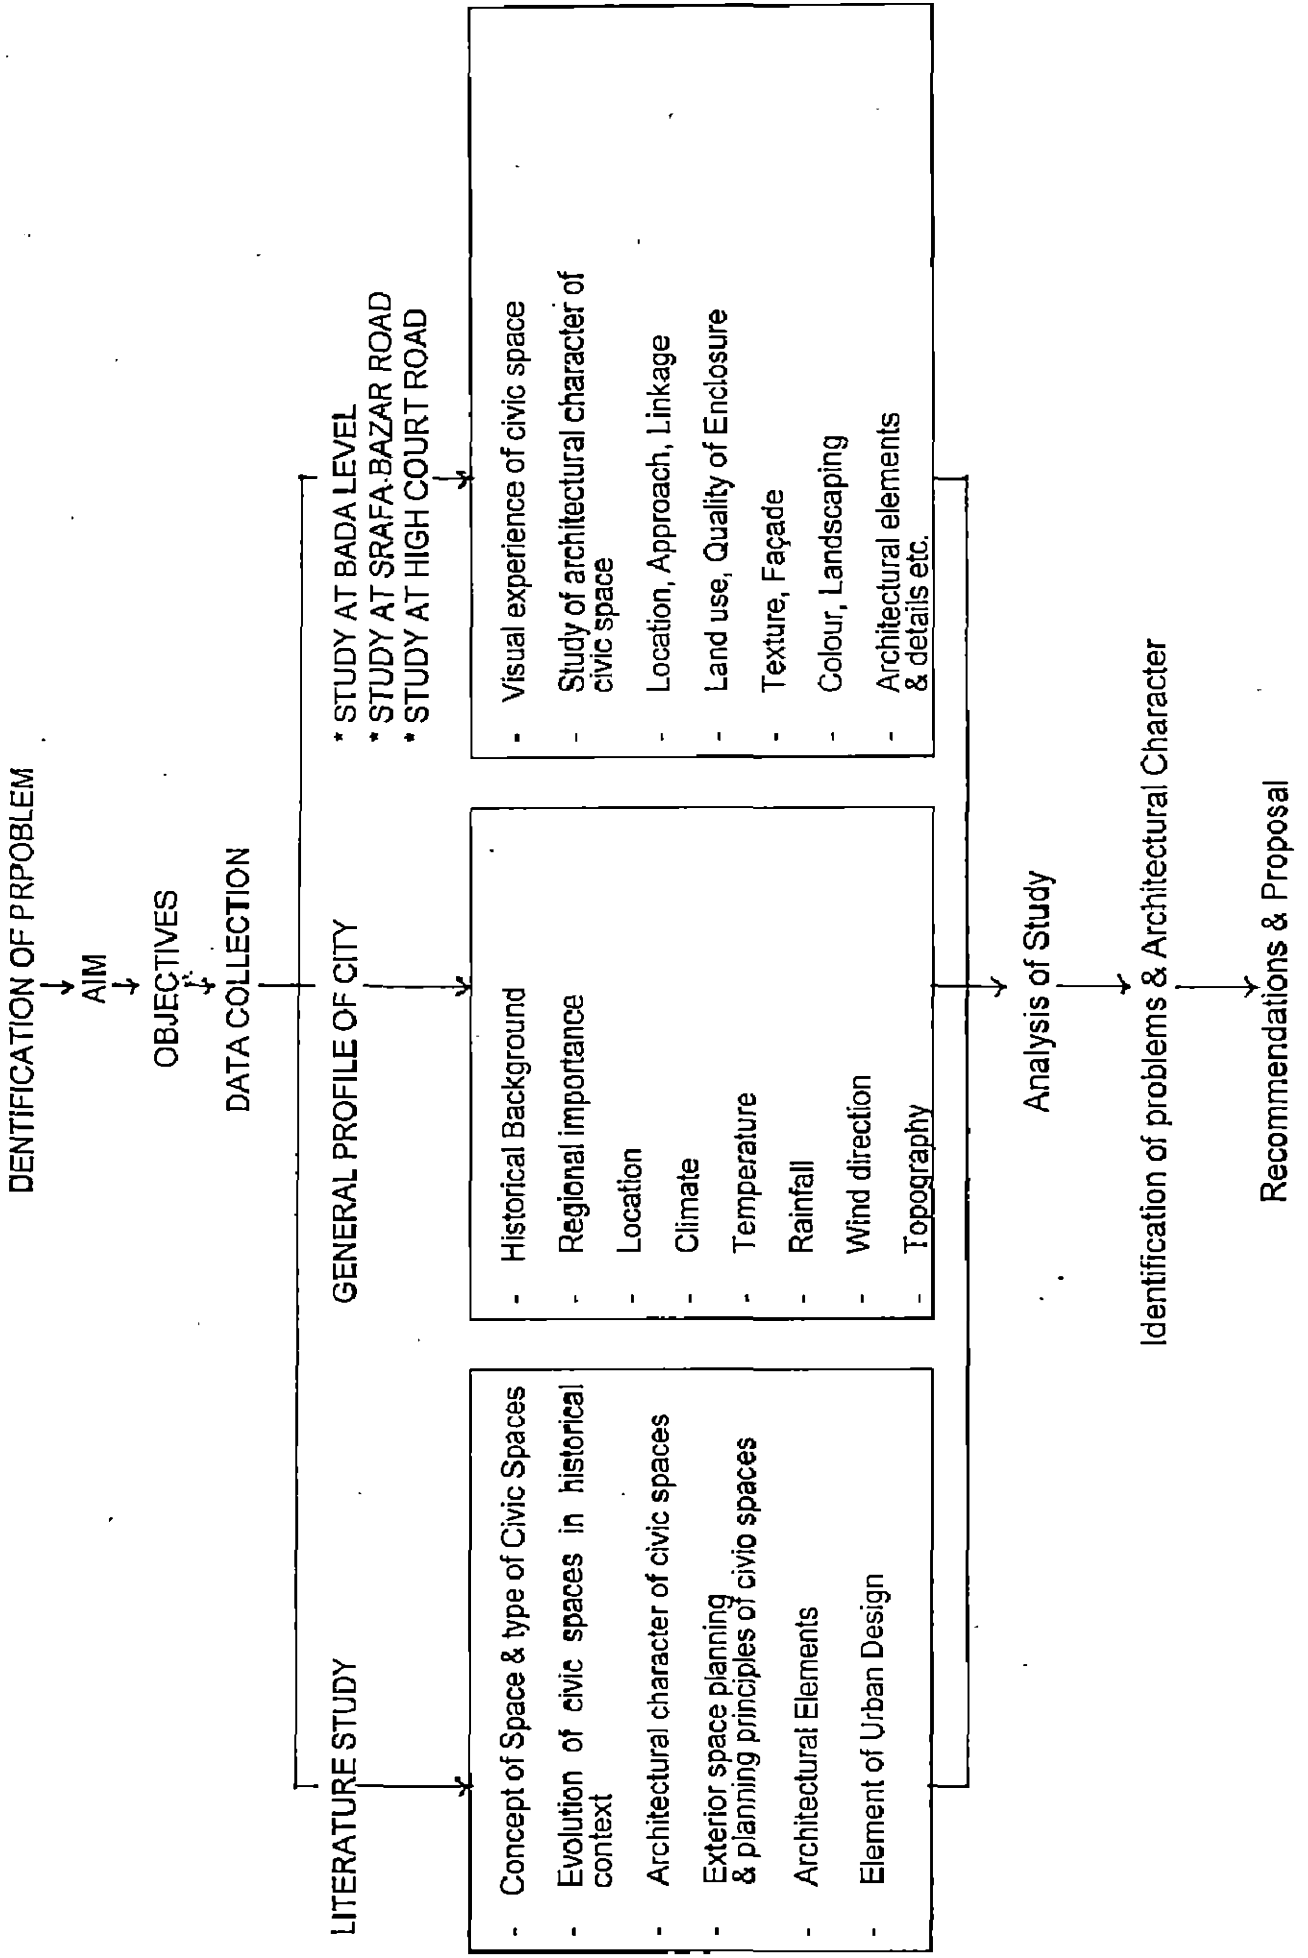 IDENTIFICATION OF PRPOBLEM
AIM
OBJECTIVES
DATA COLLECTION
LITERATURE STUDY
- Concept of Space & type of Civic Spaces
- Evolution of civic spaces in historical
context
- Architectural character of civic spaces
- Exterior space planning
& planning principles of civio spaces
- Architectural Elements
- Element of Urban Design
GENERAL PROFILE OF CITY
- Historical Background
- Regional importance
- Location
- Climate
- Temperature
- Rainfall
- Wind direction
- Topography
* STUDY AT BADA LEVEL
* STUDY AT SRAFA-BAZAR ROAD
* STUDY AT HIGH COURT ROAD
- Visual experience of civic space
- Study of architectural character of
civic space
- Location, Approach, Linkage
- Land use, Quality of Enclosure
- Texture, Façade
- Colour, Landscaping
- Architectural elements
& details etc.
Analysis of Study
Identification of problems & Architectural Character
Recommendations & Proposal